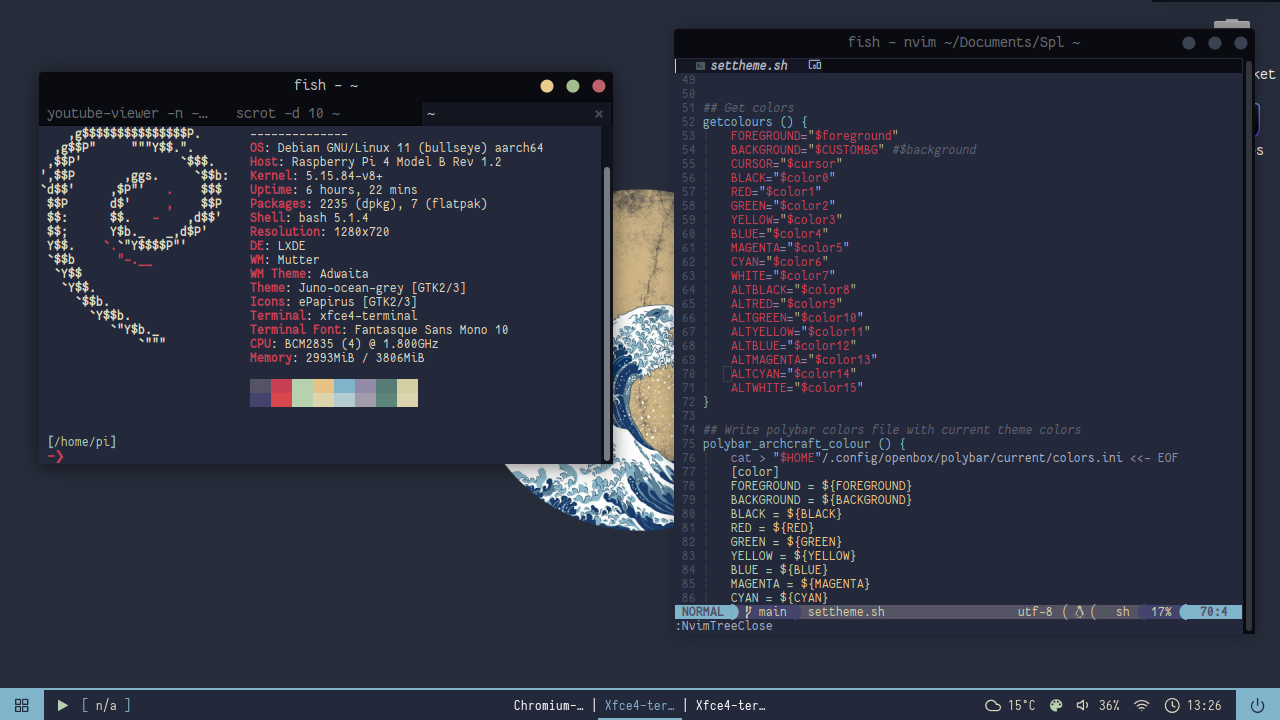 fish - ~
youtube-viewer -n -… scrot -d 10 ~ ~ ×
,g$$$$$$$$$$$$$$$P.
,g$$P" """Y$$.".
,$$P' `$$$.
',$$P ,ggs. `$$b:
`d$$' ,$P"' . $$$
$$P d$' , $$P
$$: $$. - ,d$$'
$$; Y$b._ _,d$P'
Y$$. `.`"Y$$$$P"'
`$$b "-.__
`Y$$
`Y$$.
`$$b.
`Y$$b.
`"Y$b._
`"""
--------------
OS: Debian GNU/Linux 11 (bullseye) aarch64
Host: Raspberry Pi 4 Model B Rev 1.2
Kernel: 5.15.84-v8+
Uptime: 6 hours, 22 mins
Packages: 2235 (dpkg), 7 (flatpak)
Shell: bash 5.1.4
Resolution: 1280x720
DE: LXDE
WM: Mutter
WM Theme: Adwaita
Theme: Juno-ocean-grey [GTK2/3]
Icons: ePapirus [GTK2/3]
Terminal: xfce4-terminal
Terminal Font: Fantasque Sans Mono 10
CPU: BCM2835 (4) @ 1.800GHz
Memory: 2993MiB / 3806MiB
[/home/pi]
-❯
fish - nvim ~/Documents/Spl ~
settheme.sh
49
50
51 ## Get colors
52 getcolours () {
53 FOREGROUND="$foreground"
54 BACKGROUND="$CUSTOMBG" #$background
55 CURSOR="$cursor"
56 BLACK="$color0"
57 RED="$color1"
58 GREEN="$color2"
59 YELLOW="$color3"
60 BLUE="$color4"
61 MAGENTA="$color5"
62 CYAN="$color6"
63 WHITE="$color7"
64 ALTBLACK="$color8"
65 ALTRED="$color9"
66 ALTGREEN="$color10"
67 ALTYELLOW="$color11"
68 ALTBLUE="$color12"
69 ALTMAGENTA="$color13"
70 ALTCYAN="$color14"
71 ALTWHITE="$color15"
72 }
73
74 ## Write polybar colors file with current theme colors
75 polybar_archcraft_colour () {
76 cat > "$HOME"/.config/openbox/polybar/current/colors.ini <<- EOF
77 [color]
78 FOREGROUND = ${FOREGROUND}
79 BACKGROUND = ${BACKGROUND}
80 BLACK = ${BLACK}
81 RED = ${RED}
82 GREEN = ${GREEN}
83 YELLOW = ${YELLOW}
84 BLUE = ${BLUE}
85 MAGENTA = ${MAGENTA}
86 CYAN = ${CYAN}
NORMAL main settheme.sh utf-8 sh 17% 70:4
:NvimTreeClose
ket
s
[ n/a ] Chromium-… | Xfce4-ter… | Xfce4-ter… 15°C 36% 13:26